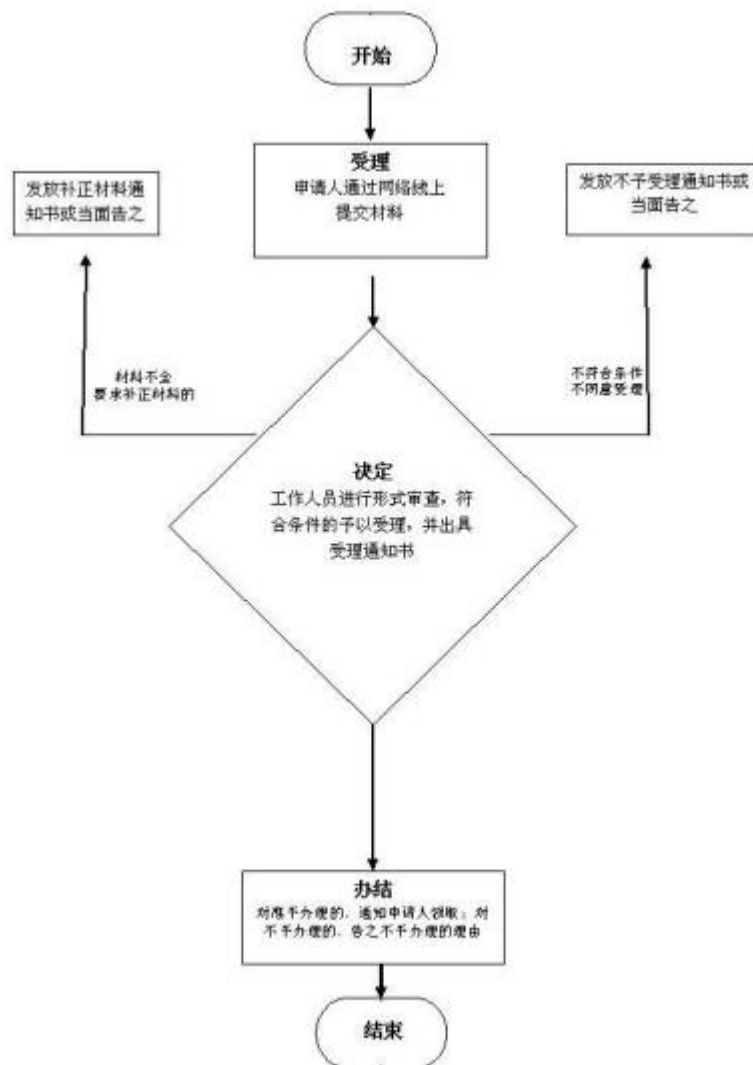 开始
受理
申请人通过网络线上
提交材料
发放补正材料通
知书或当面告之
发放不予受理通知书或
当面告之
材料不全
要求补正材料的
不符合条件
不同意受理
决定
工作人员进行形式审查，符
合条件的予以受理，并出具
受理通知书
办结
对准予办理的，通知申请人领取；对
不予办理的，告之不予办理的理由
结束